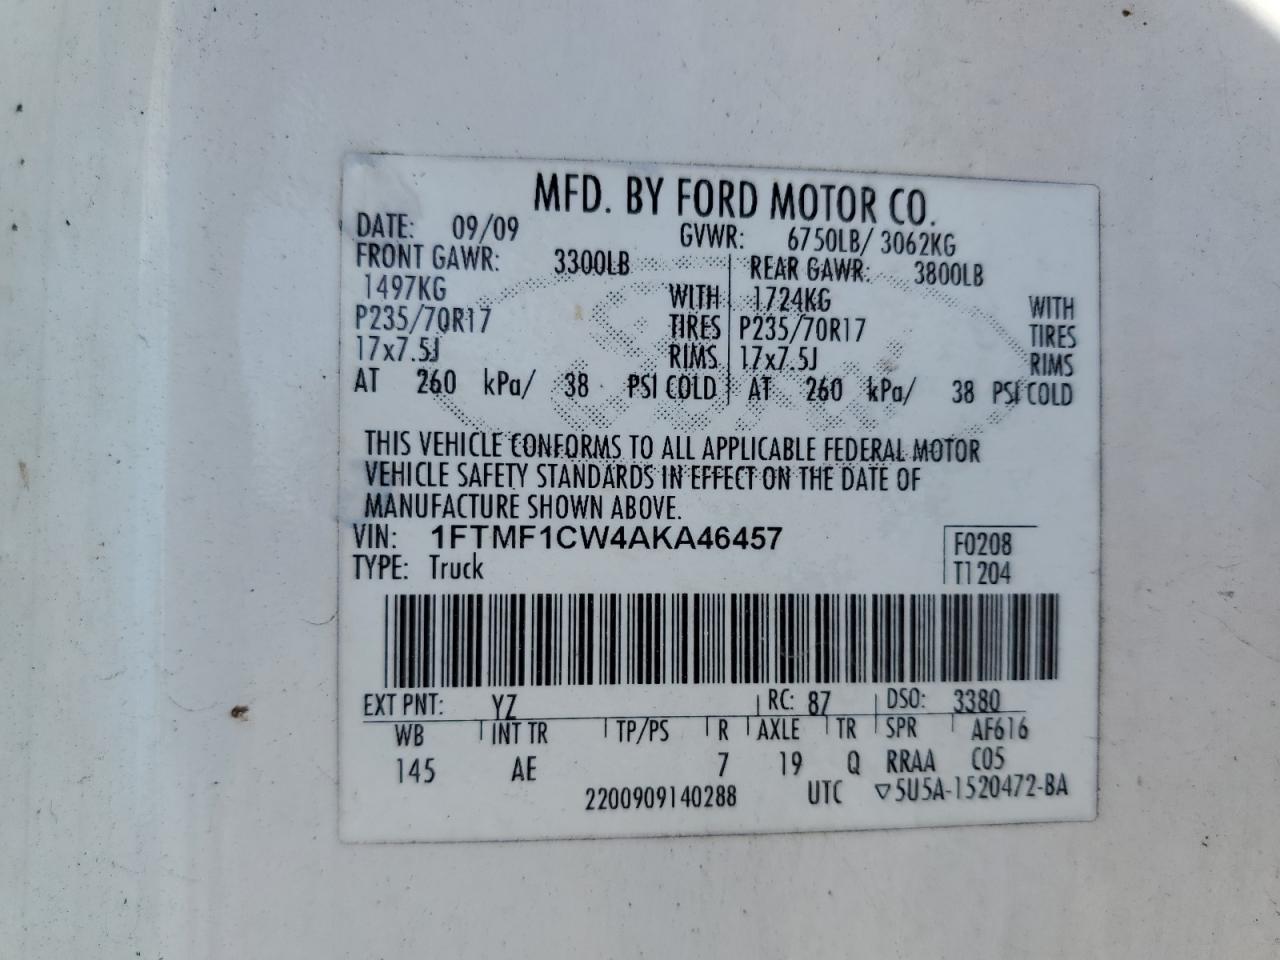 MFD. BY FORD MOTOR CO.
DATE: 09/09 GVWR: 6750LB/ 3062KG
FRONT GAWR: 3300LB REAR GAWR: 3800LB
1497KG WITH 1724KG WITH
P235/70R17 TIRES P235/70R17 TIRES
17x7.5J RIMS 17x7.5J RIMS
AT 260 kPa/ 38 PSI COLD AT 260 kPa/ 38 PSI COLD
THIS VEHICLE CONFORMS TO ALL APPLICABLE FEDERAL MOTOR
VEHICLE SAFETY STANDARDS IN EFFECT ON THE DATE OF
MANUFACTURE SHOWN ABOVE.
VIN: 1FTMF1CW4AKA46457 F0208
TYPE: Truck T1204
EXT PNT: YZ RC: 87 DSO: 3380
WB INT TR TP/PS R AXLE TR SPR AF616
145 AE 7 19 Q RRAA C05
2200909140288 UTC ▽5U5A-1520472-BA